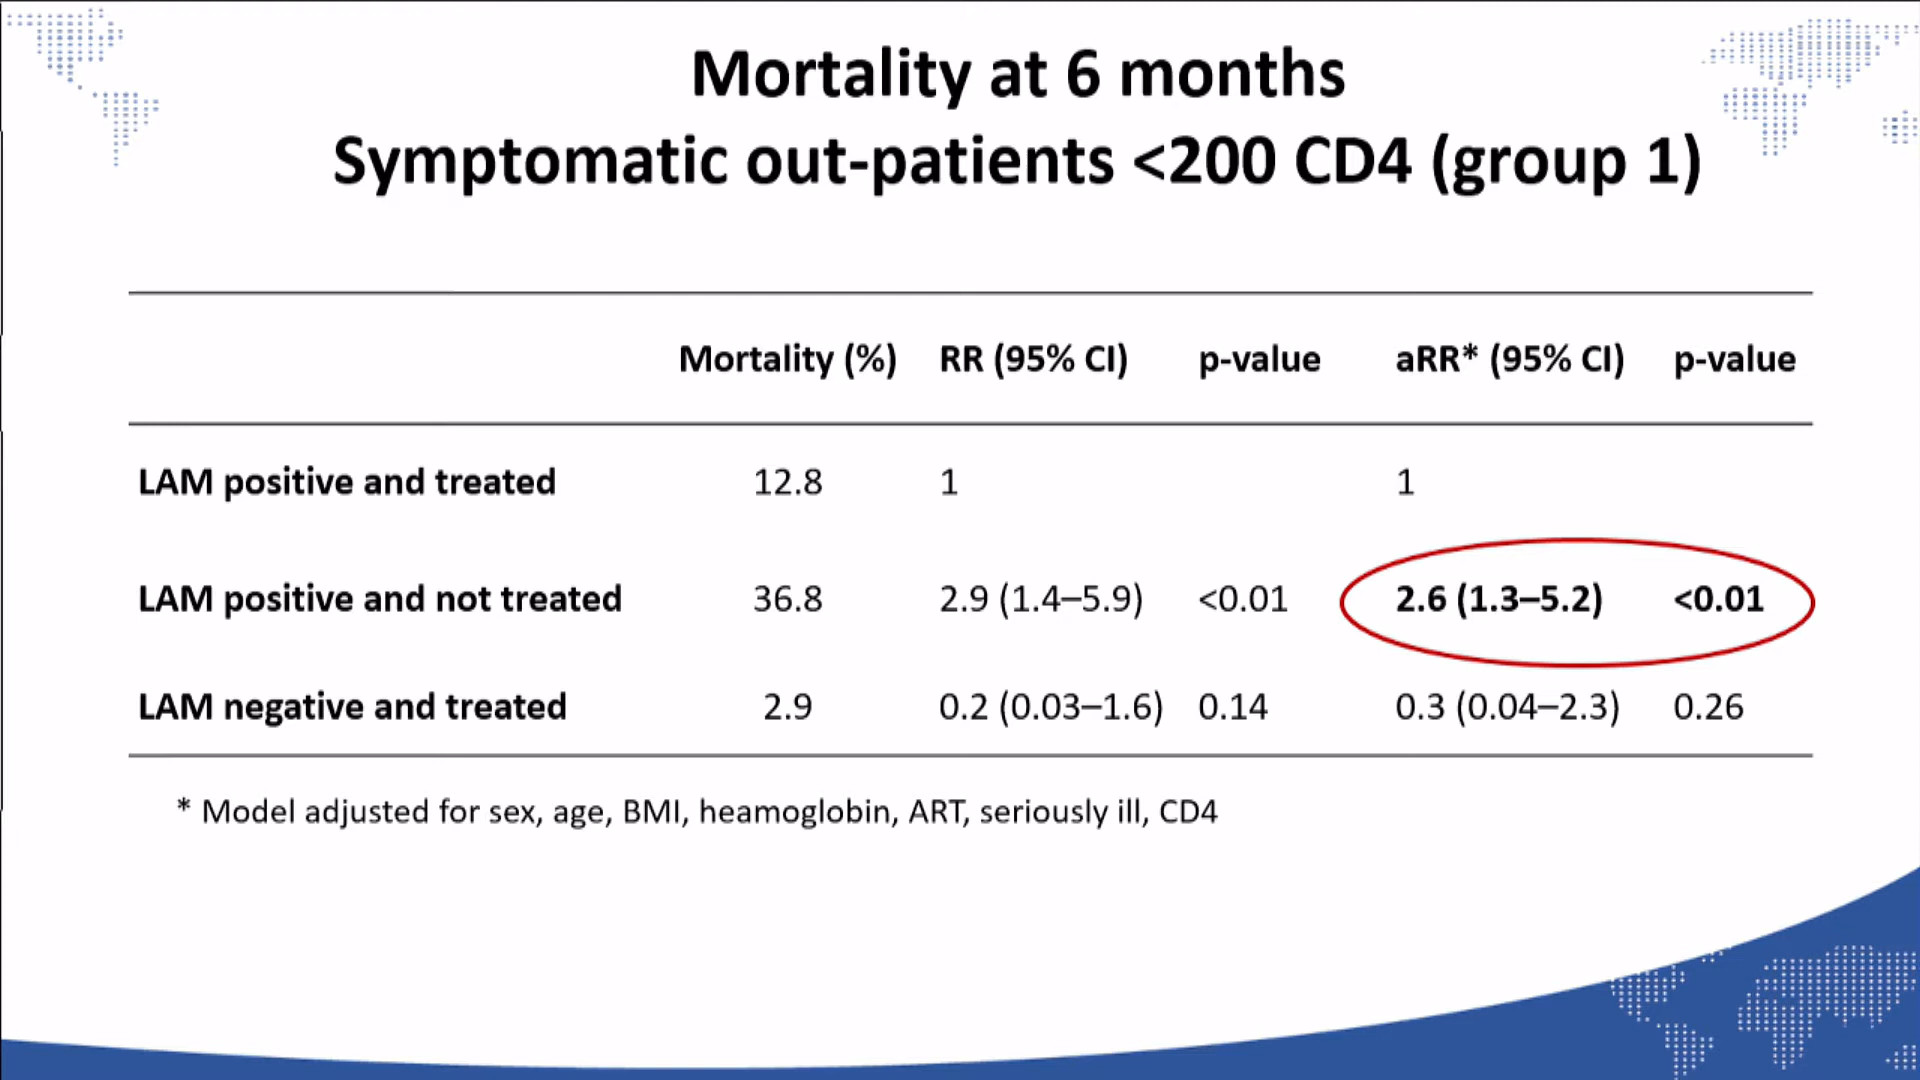 Mortality at 6 months
Symptomatic out-patients <200 CD4 (group 1)
Mortality (%) RR (95% CI) p-value aRR* (95% CI) p-value
LAM positive and treated 12.8 1 1
LAM positive and not treated 36.8 2.9 (1.4–5.9) <0.01 2.6 (1.3–5.2) <0.01
LAM negative and treated 2.9 0.2 (0.03–1.6) 0.14 0.3 (0.04–2.3) 0.26
* Model adjusted for sex, age, BMI, heamoglobin, ART, seriously ill, CD4